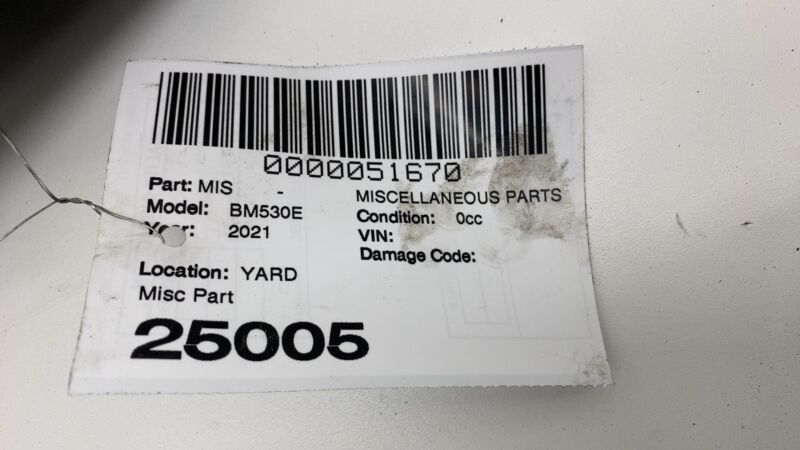 0000051670
Part: MIS - MISCELLANEOUS PARTS
Model: BM530E Condition: 0cc
Year: 2021 VIN:
Damage Code:
Location: YARD
Misc Part
25005